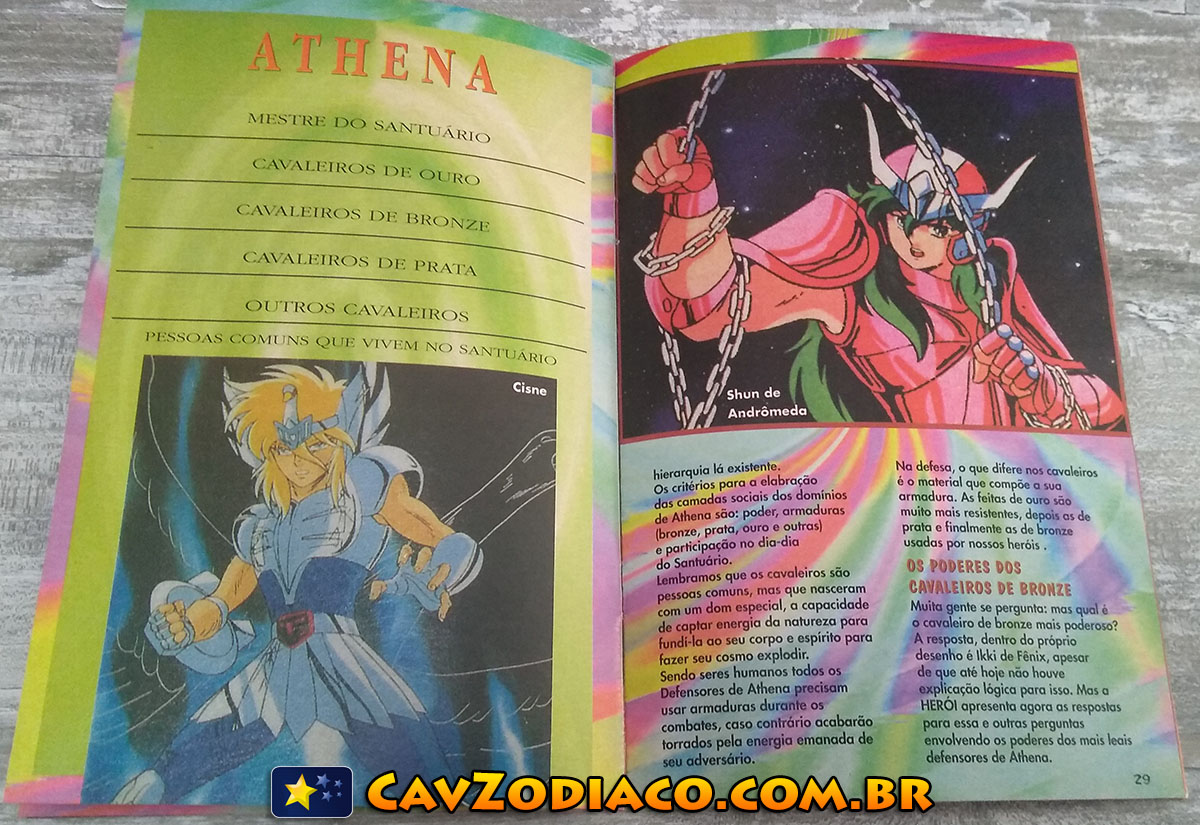 ATHENA
MESTRE DO SANTUÁRIO
CAVALEIROS DE OURO
CAVALEIROS DE BRONZE
CAVALEIROS DE PRATA
OUTROS CAVALEIROS
PESSOAS COMUNS QUE VIVEM NO SANTUÁRIO
Cisne
Shun de
Andrômeda
hierarquia lá existente.
Os critérios para a elabração
das camadas sociais dos domínios
de Athena são: poder, armaduras
(bronze, prata, ouro e outras)
e participação no dia-dia
do Santuário.
Lembramos que os cavaleiros são
pessoas comuns, mas que nasceram
com um dom especial, a capacidade
de captar energia da natureza para
fundí-la ao seu corpo e espírito para
fazer seu cosmo explodir.
Sendo seres humanos todos os
Defensores de Athena precisam
usar armaduras durante os
combates, caso contrário acabarão
torrados pela energia emanada de
seu adversário.
Na defesa, o que difere nos cavaleiros
é o material que compõe a sua
armadura. As feitas de ouro são
muito mais resistentes, depois as de
prata e finalmente as de bronze
usadas por nossos heróis .
OS PODERES DOS
CAVALEIROS DE BRONZE
Muita gente se pergunta: mas qual é
o cavaleiro de bronze mais poderoso?
A resposta, dentro do próprio
desenho é Ikki de Fênix, apesar
de que até hoje não houve
explicação lógica para isso. Mas a
HERÓI apresenta agora as respostas
para essa e outras perguntas
envolvendo os poderes dos mais leais
defensores de Athena.
29
CAVZODIACO.COM.BR